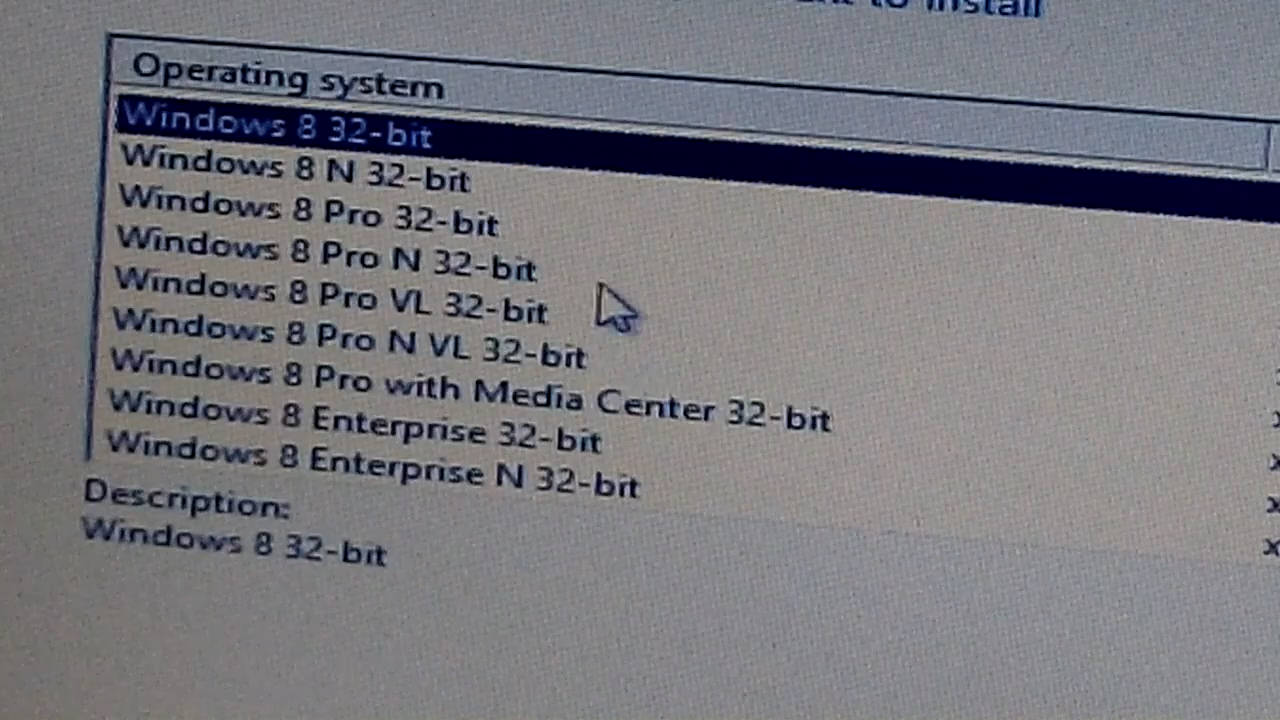 to install
Operating system
Windows 8 32-bit
Windows 8 N 32-bit
Windows 8 Pro 32-bit
Windows 8 Pro N 32-bit
Windows 8 Pro VL 32-bit
Windows 8 Pro N VL 32-bit
Windows 8 Pro with Media Center 32-bit
Windows 8 Enterprise 32-bit
Windows 8 Enterprise N 32-bit
Description:
Windows 8 32-bit